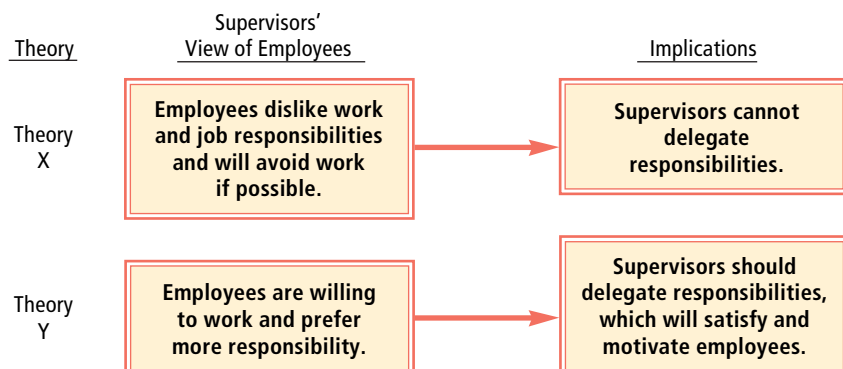 Theory
Supervisors’
View of Employees
Implications
Theory
X
Employees dislike work
and job responsibilities
and will avoid work
if possible.
Supervisors cannot
delegate
responsibilities.
Theory
Y
Employees are willing
to work and prefer
more responsibility.
Supervisors should
delegate responsibilities,
which will satisfy and
motivate employees.